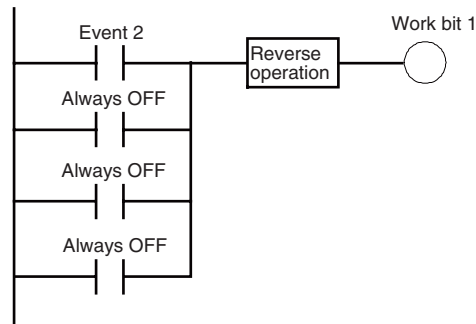 Work bit 1
Event 2
Reverse
operation
Always OFF
Always OFF
Always OFF